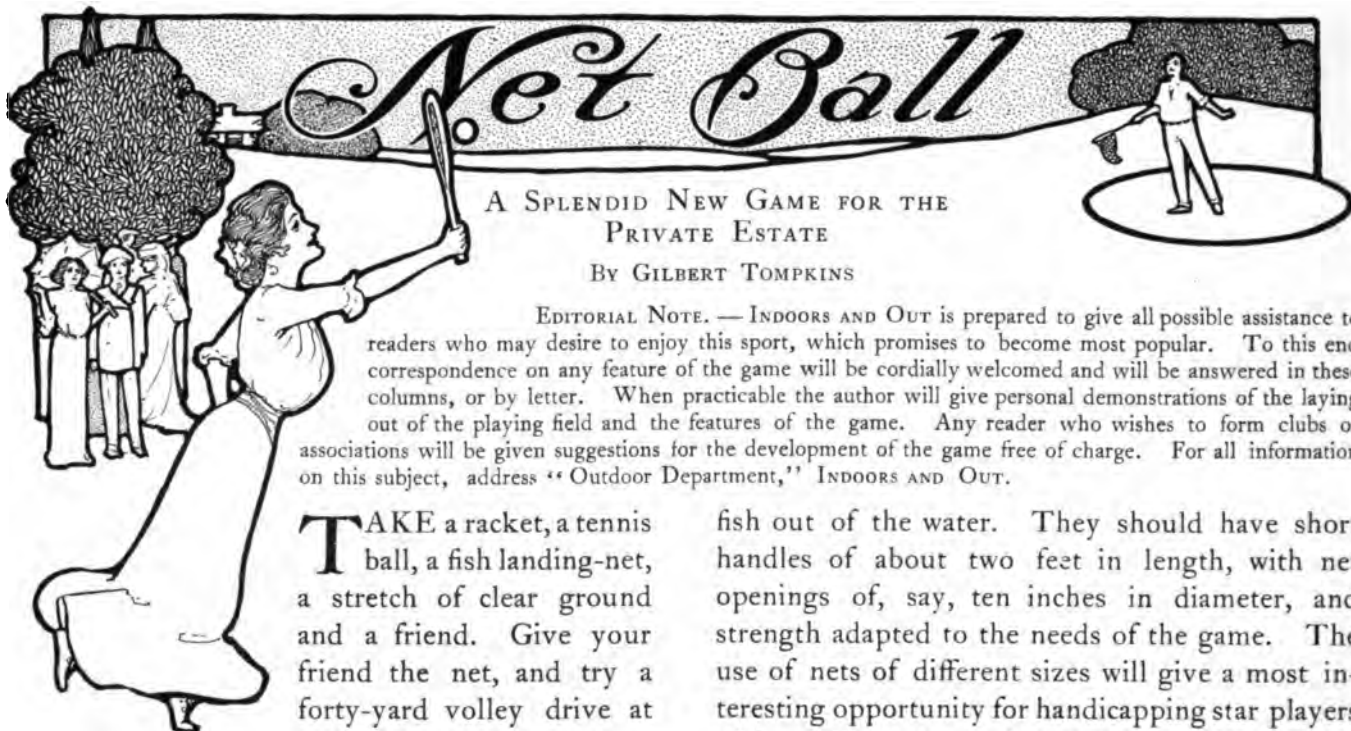 Net Ball
A SPLENDID NEW GAME FOR THE
PRIVATE ESTATE
BY GILBERT TOMPKINS
EDITORIAL NOTE. — INDOORS AND OUT is prepared to give all possible assistance to
readers who may desire to enjoy this sport, which promises to become most popular. To this end
correspondence on any feature of the game will be cordially welcomed and will be answered in these
columns, or by letter. When practicable the author will give personal demonstrations of the laying
out of the playing field and the features of the game. Any reader who wishes to form clubs o
associations will be given suggestions for the development of the game free of charge. For all information
on this subject, address “Outdoor Department,” INDOORS AND OUT.
TAKE a racket, a tennis
ball, a fish landing-net,
a stretch of clear ground
and a friend. Give your
friend the net, and try a
forty-yard volley drive at
fish out of the water. They should have shor
handles of about two feet in length, with ne
openings of, say, ten inches in diameter, and
strength adapted to the needs of the game. The
use of nets of different sizes will give a most in-
teresting opportunity for handicapping star players